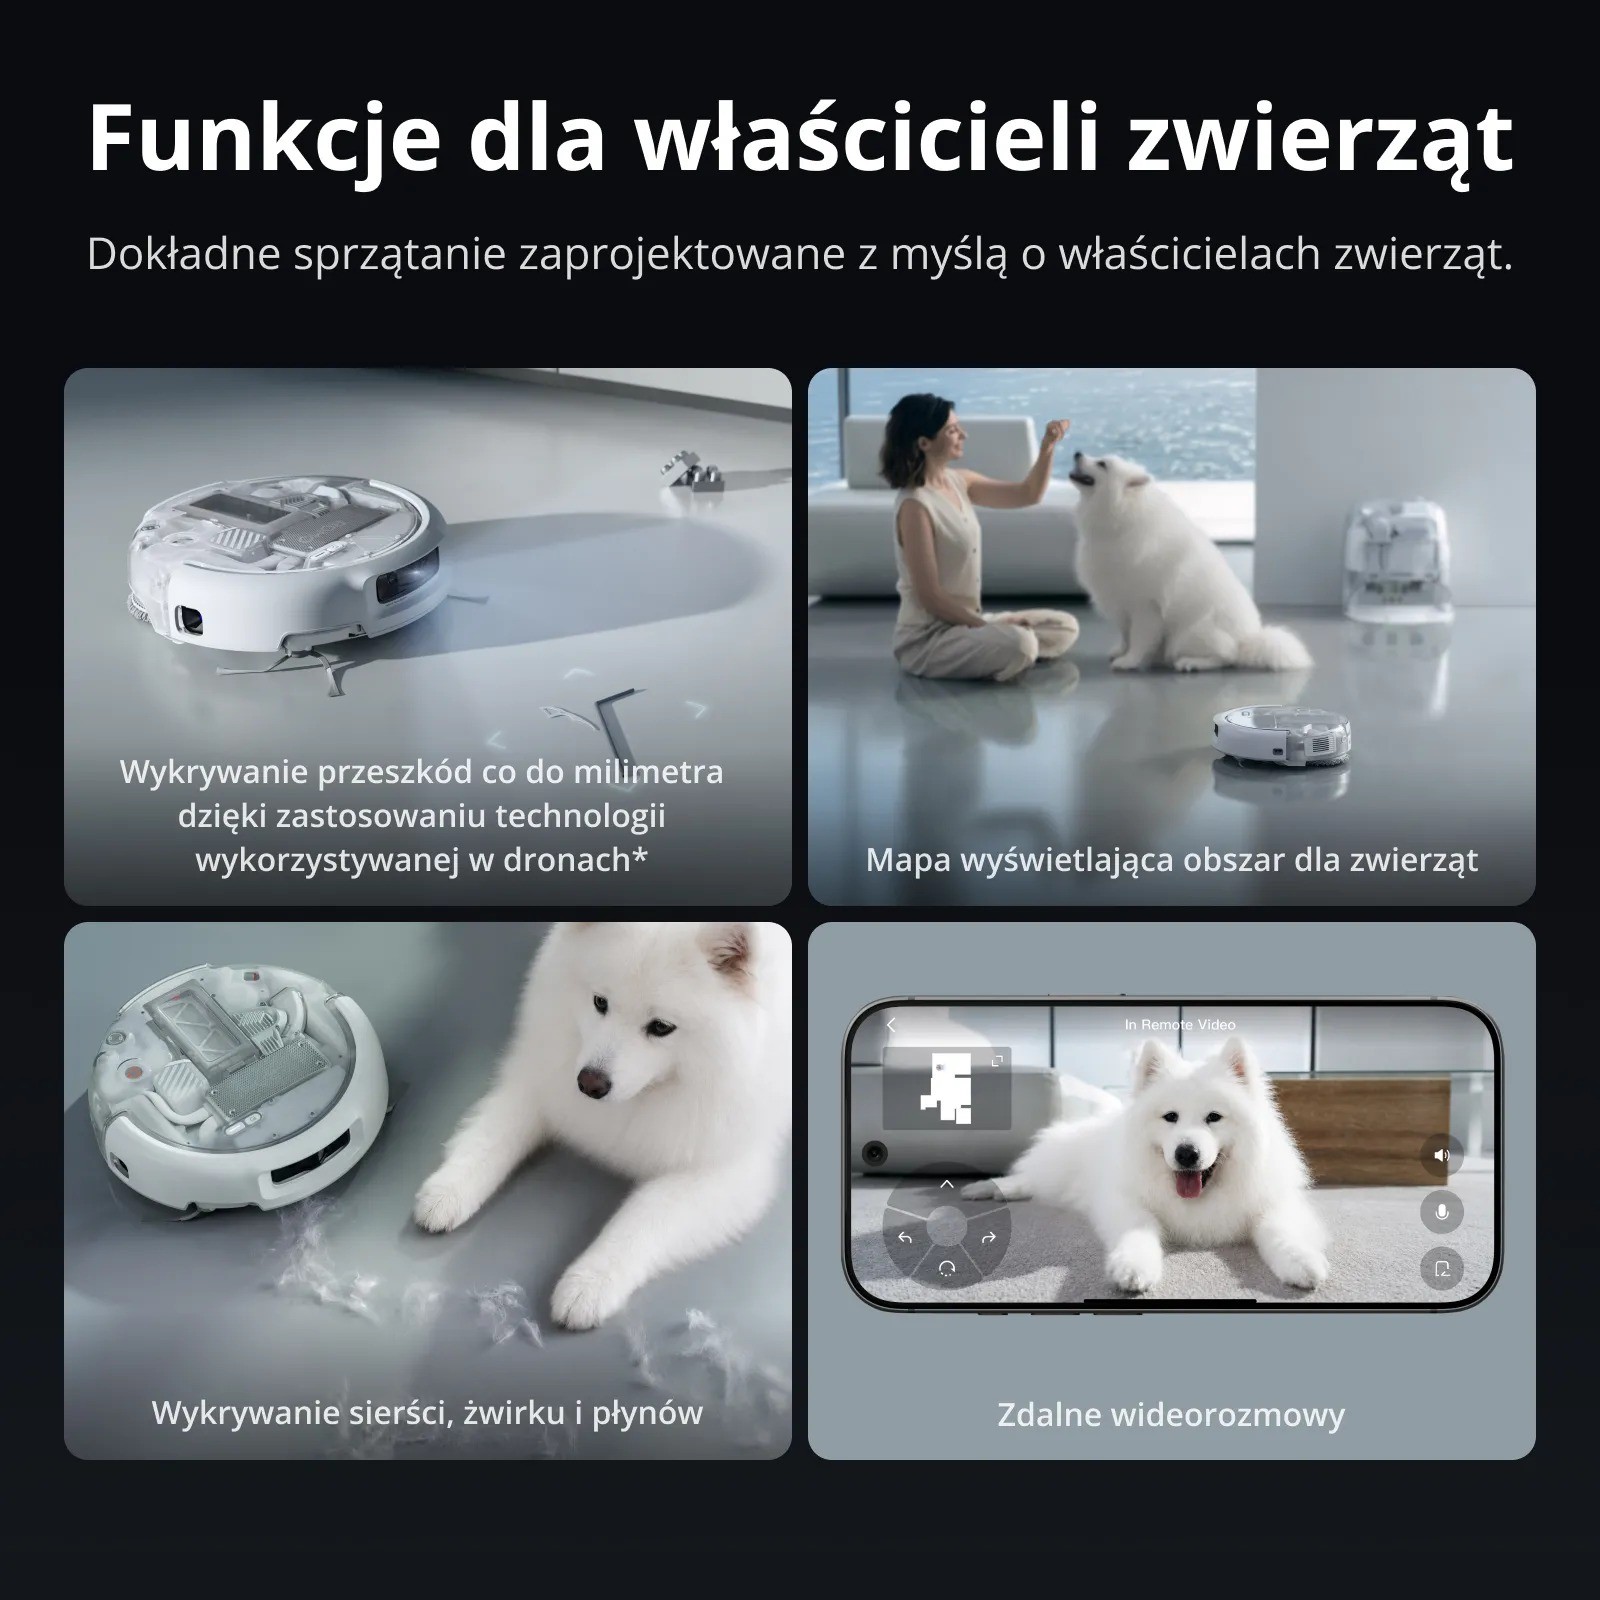 Funkcje dla właścicieli zwierząt
Dokładne sprzątanie zaprojektowane z myślą o właścicielach zwierząt.
Wykrywanie przeszkód co do milimetra
dzięki zastosowaniu technologii
wykorzystywanej w dronach*
Mapa wyświetlająca obszar dla zwierząt
Wykrywanie sierści, żwirku i płynów
In Remote Video
Zdalne wideorozmowy